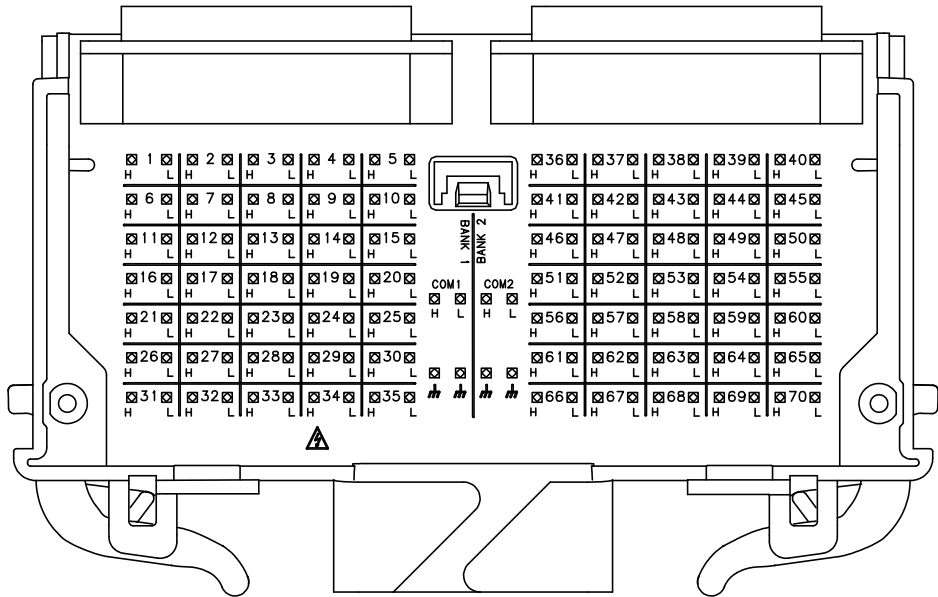 1 2 3 4 5 36 37 38 39 40
H L H L H L H L H L H L H L H L H L H L
6 7 8 9 10 41 42 43 44 45
H L H L H L H L H L H L H L H L H L H L
BANK 1
BANK 2
11 12 13 14 15 46 47 48 49 50
H L H L H L H L H L H L H L H L H L H L
16 17 18 19 20 COM1 COM2 51 52 53 54 55
H L H L H L H L H L H L H L H L H L H L H L H L
21 22 23 24 25 56 57 58 59 60
H L H L H L H L H L H L H L H L H L H L
26 27 28 29 30 61 62 63 64 65
H L H L H L H L H L H L H L H L H L H L
31 32 33 34 35 66 67 68 69 70
H L H L H L H L H L H L H L H L H L H L